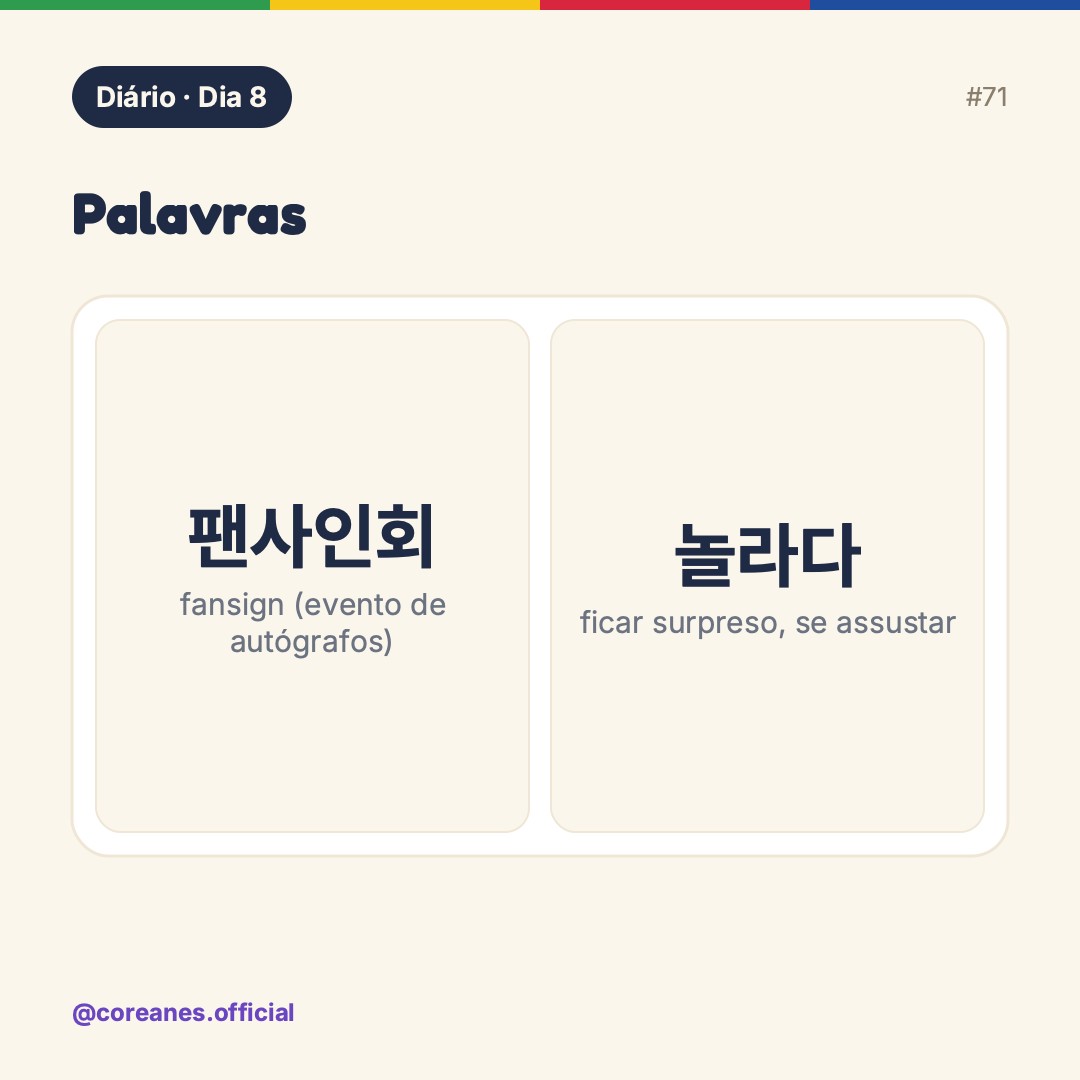 Diário · Dia 8
#71
Palavras
팬사인회
fansign (evento de
autógrafos)
놀라다
ficar surpreso, se assustar
@coreanes.official